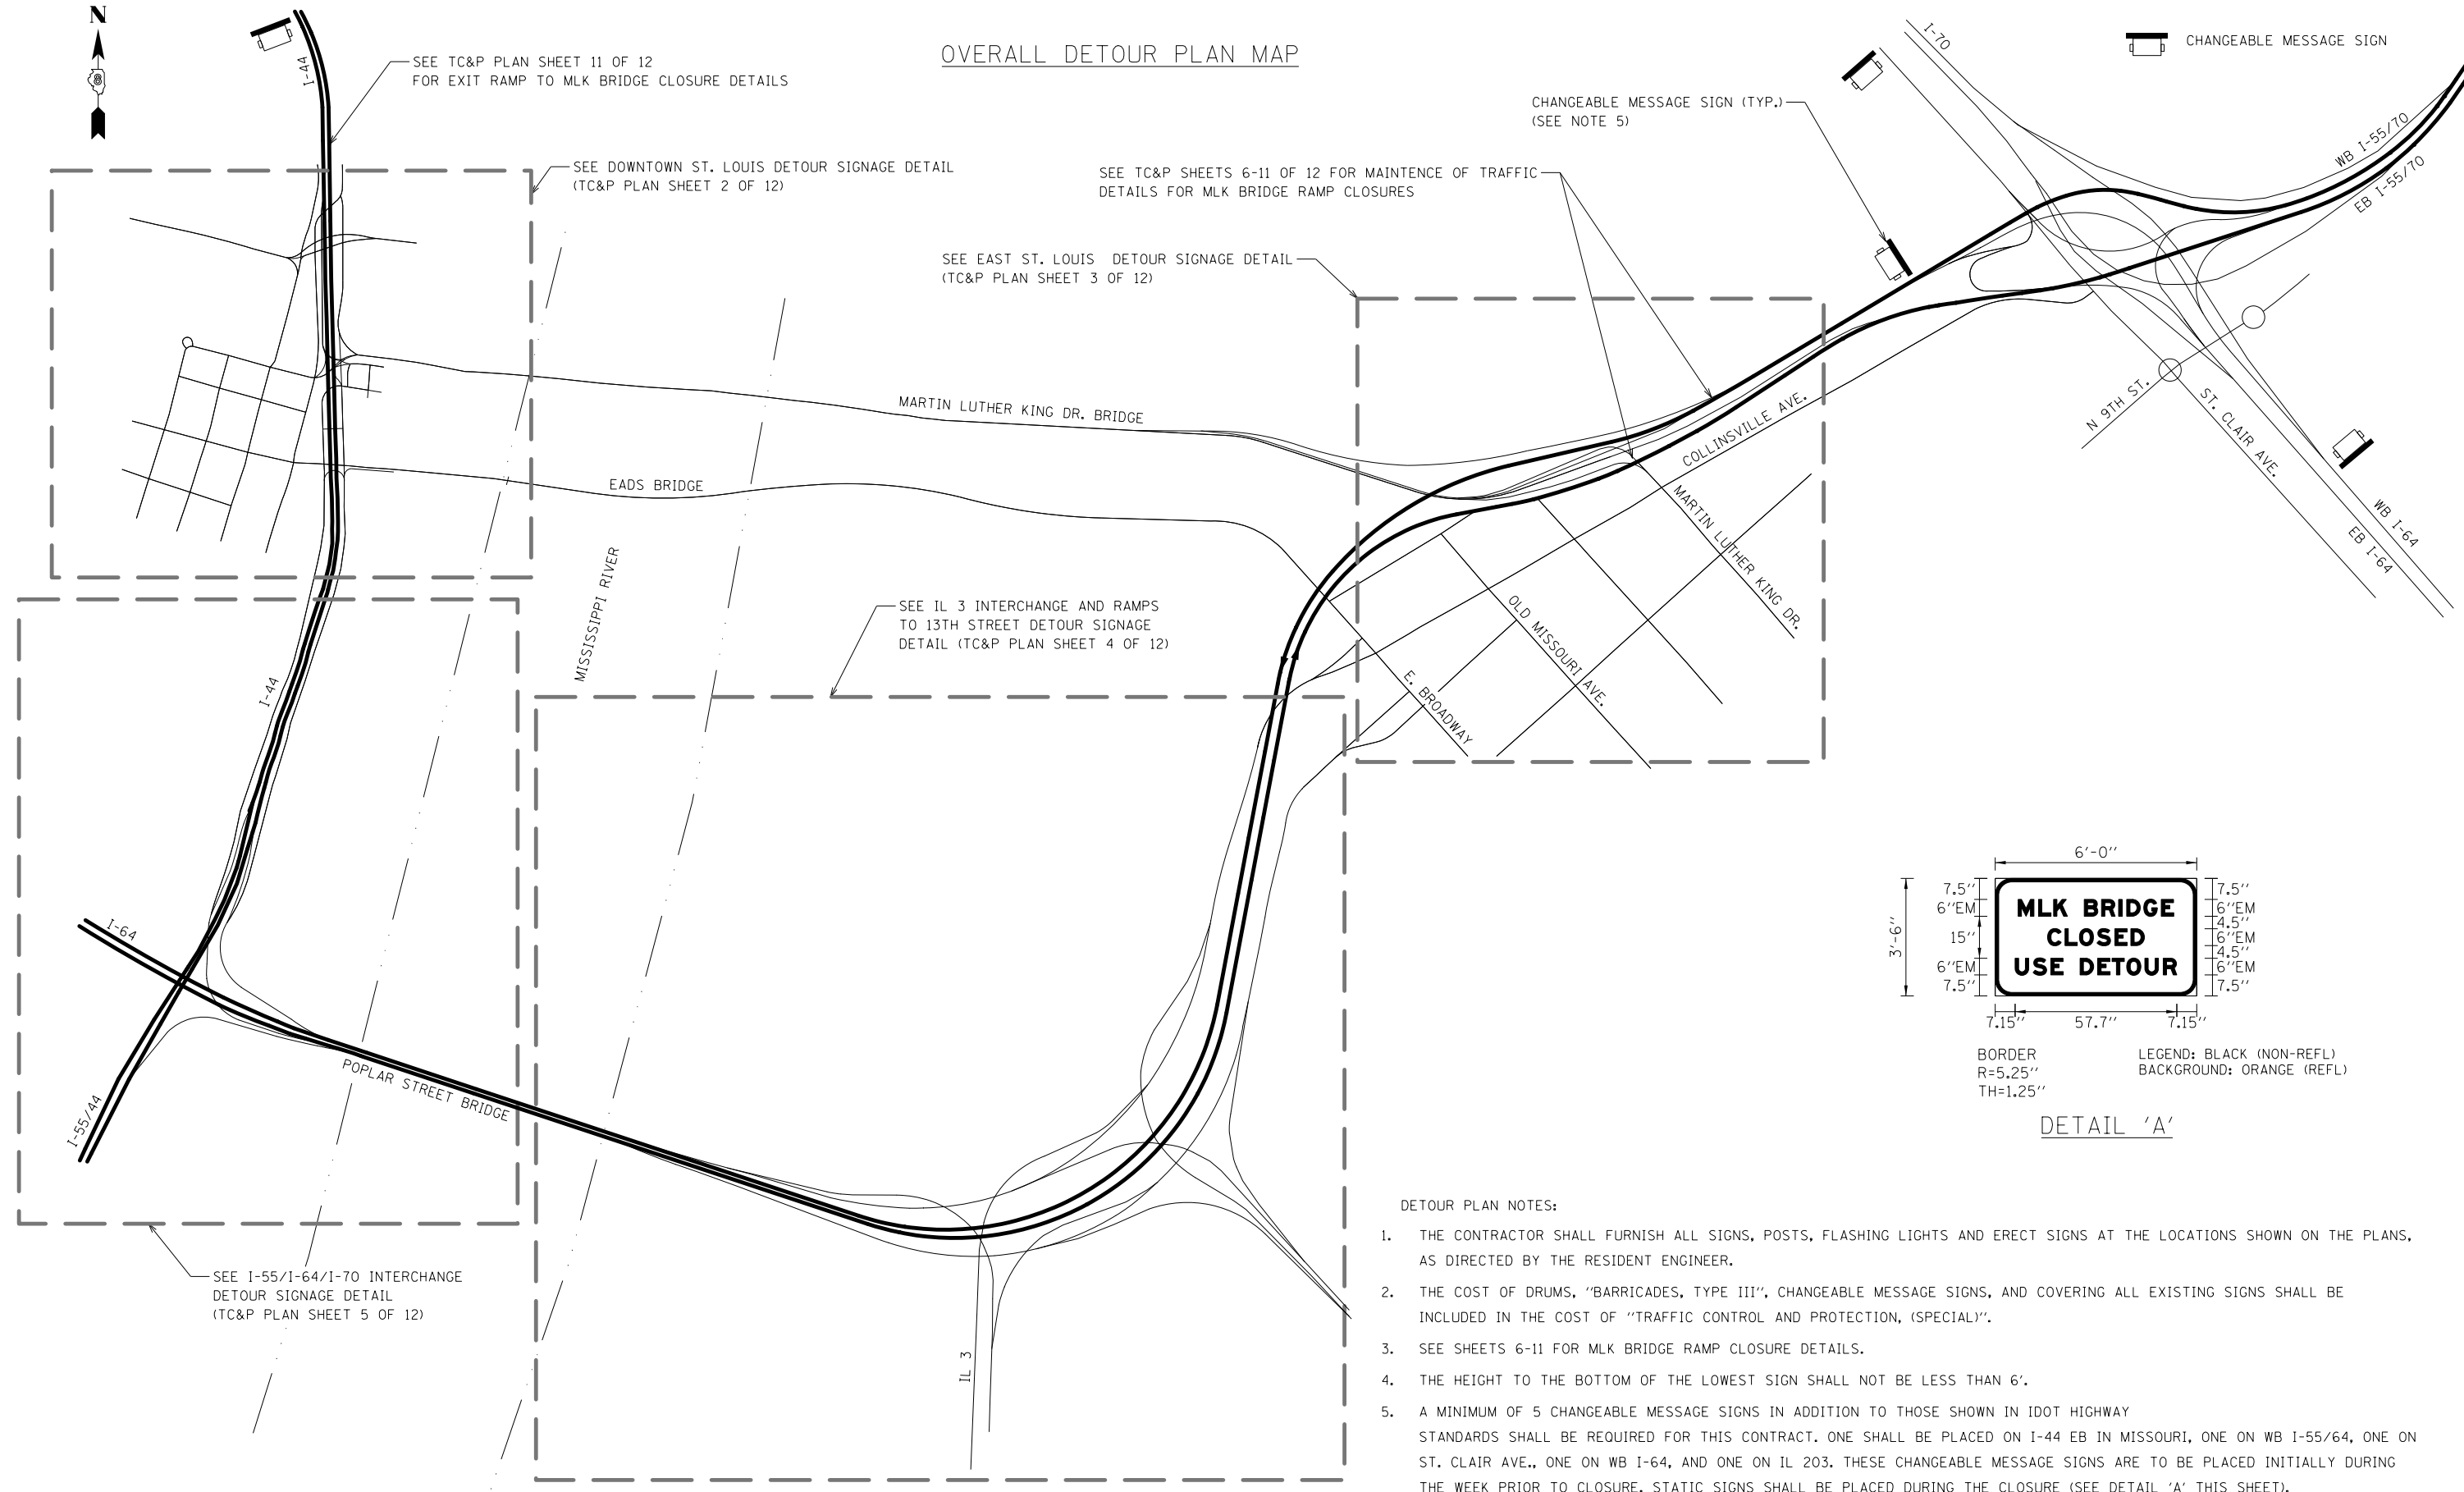 N
8
OVERALL DETOUR PLAN MAP
CHANGEABLE MESSAGE SIGN
I-44
SEE TC&P PLAN SHEET 11 OF 12
FOR EXIT RAMP TO MLK BRIDGE CLOSURE DETAILS
I-70
CHANGEABLE MESSAGE SIGN (TYP.)
(SEE NOTE 5)
WB I-55/70
EB I-55/70
SEE DOWNTOWN ST. LOUIS DETOUR SIGNAGE DETAIL
(TC&P PLAN SHEET 2 OF 12)
SEE TC&P SHEETS 6-11 OF 12 FOR MAINTENCE OF TRAFFIC
DETAILS FOR MLK BRIDGE RAMP CLOSURES
SEE EAST ST. LOUIS DETOUR SIGNAGE DETAIL
(TC&P PLAN SHEET 3 OF 12)
MARTIN LUTHER KING DR. BRIDGE
EADS BRIDGE
COLLINSVILLE AVE.
N 9TH ST.
ST. CLAIR AVE.
WB I-64
EB I-64
MARTIN LUTHER KING DR.
OLD MISSOURI AVE.
E. BROADWAY
MISSISSIPPI RIVER
SEE IL 3 INTERCHANGE AND RAMPS
TO 13TH STREET DETOUR SIGNAGE
DETAIL (TC&P PLAN SHEET 4 OF 12)
I-44
I-64
I-55/44
POPLAR STREET BRIDGE
IL 3
SEE I-55/I-64/I-70 INTERCHANGE
DETOUR SIGNAGE DETAIL
(TC&P PLAN SHEET 5 OF 12)
6'-0"
3'-6"
7.5"
6"EM
15"
6"EM
7.5"
MLK BRIDGE
CLOSED
USE DETOUR
7.5"
6"EM
4.5"
6"EM
4.5"
6"EM
7.5"
7.15" 57.7" 7.15"
BORDER
R=5.25"
TH=1.25"
LEGEND: BLACK (NON-REFL)
BACKGROUND: ORANGE (REFL)
DETAIL 'A'
DETOUR PLAN NOTES:
1. THE CONTRACTOR SHALL FURNISH ALL SIGNS, POSTS, FLASHING LIGHTS AND ERECT SIGNS AT THE LOCATIONS SHOWN ON THE PLANS,
AS DIRECTED BY THE RESIDENT ENGINEER.
2. THE COST OF DRUMS, "BARRICADES, TYPE III", CHANGEABLE MESSAGE SIGNS, AND COVERING ALL EXISTING SIGNS SHALL BE
INCLUDED IN THE COST OF "TRAFFIC CONTROL AND PROTECTION, (SPECIAL)".
3. SEE SHEETS 6-11 FOR MLK BRIDGE RAMP CLOSURE DETAILS.
4. THE HEIGHT TO THE BOTTOM OF THE LOWEST SIGN SHALL NOT BE LESS THAN 6'.
5. A MINIMUM OF 5 CHANGEABLE MESSAGE SIGNS IN ADDITION TO THOSE SHOWN IN IDOT HIGHWAY
STANDARDS SHALL BE REQUIRED FOR THIS CONTRACT. ONE SHALL BE PLACED ON I-44 EB IN MISSOURI, ONE ON WB I-55/64, ONE ON
ST. CLAIR AVE., ONE ON WB I-64, AND ONE ON IL 203. THESE CHANGEABLE MESSAGE SIGNS ARE TO BE PLACED INITIALLY DURING
THE WEEK PRIOR TO CLOSURE. STATIC SIGNS SHALL BE PLACED DURING THE CLOSURE (SEE DETAIL 'A' THIS SHEET).